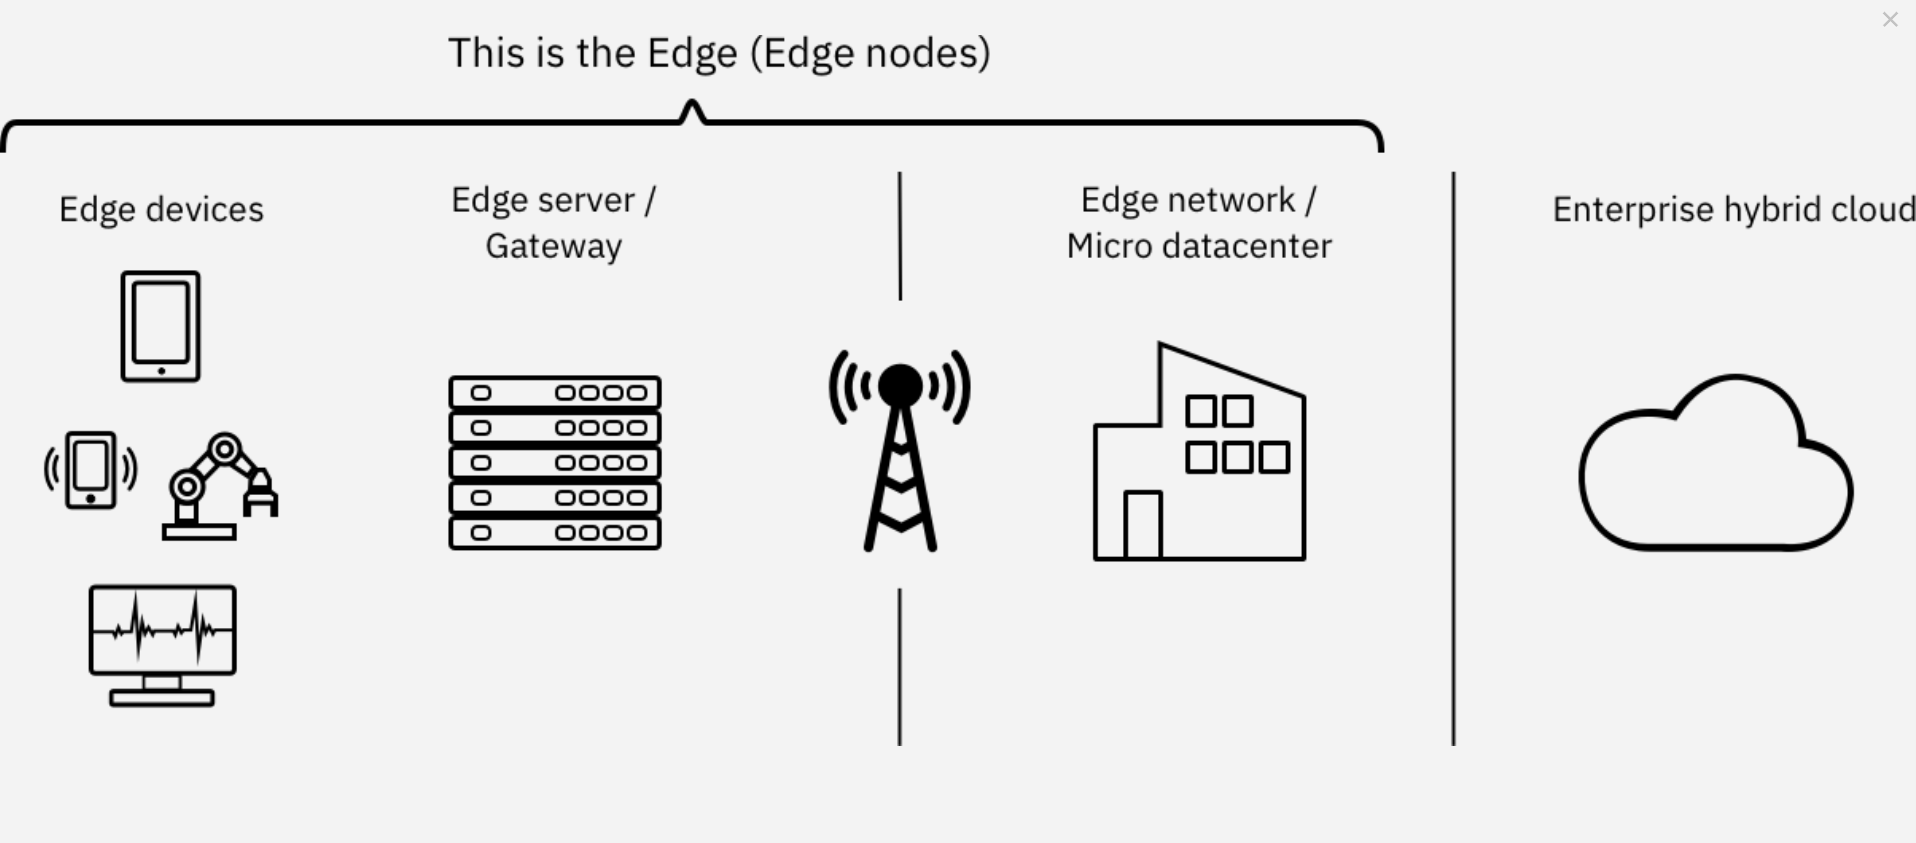 This is the Edge (Edge nodes)
Edge devices
Edge server /
Gateway
Edge network /
Micro datacenter
Enterprise hybrid cloud